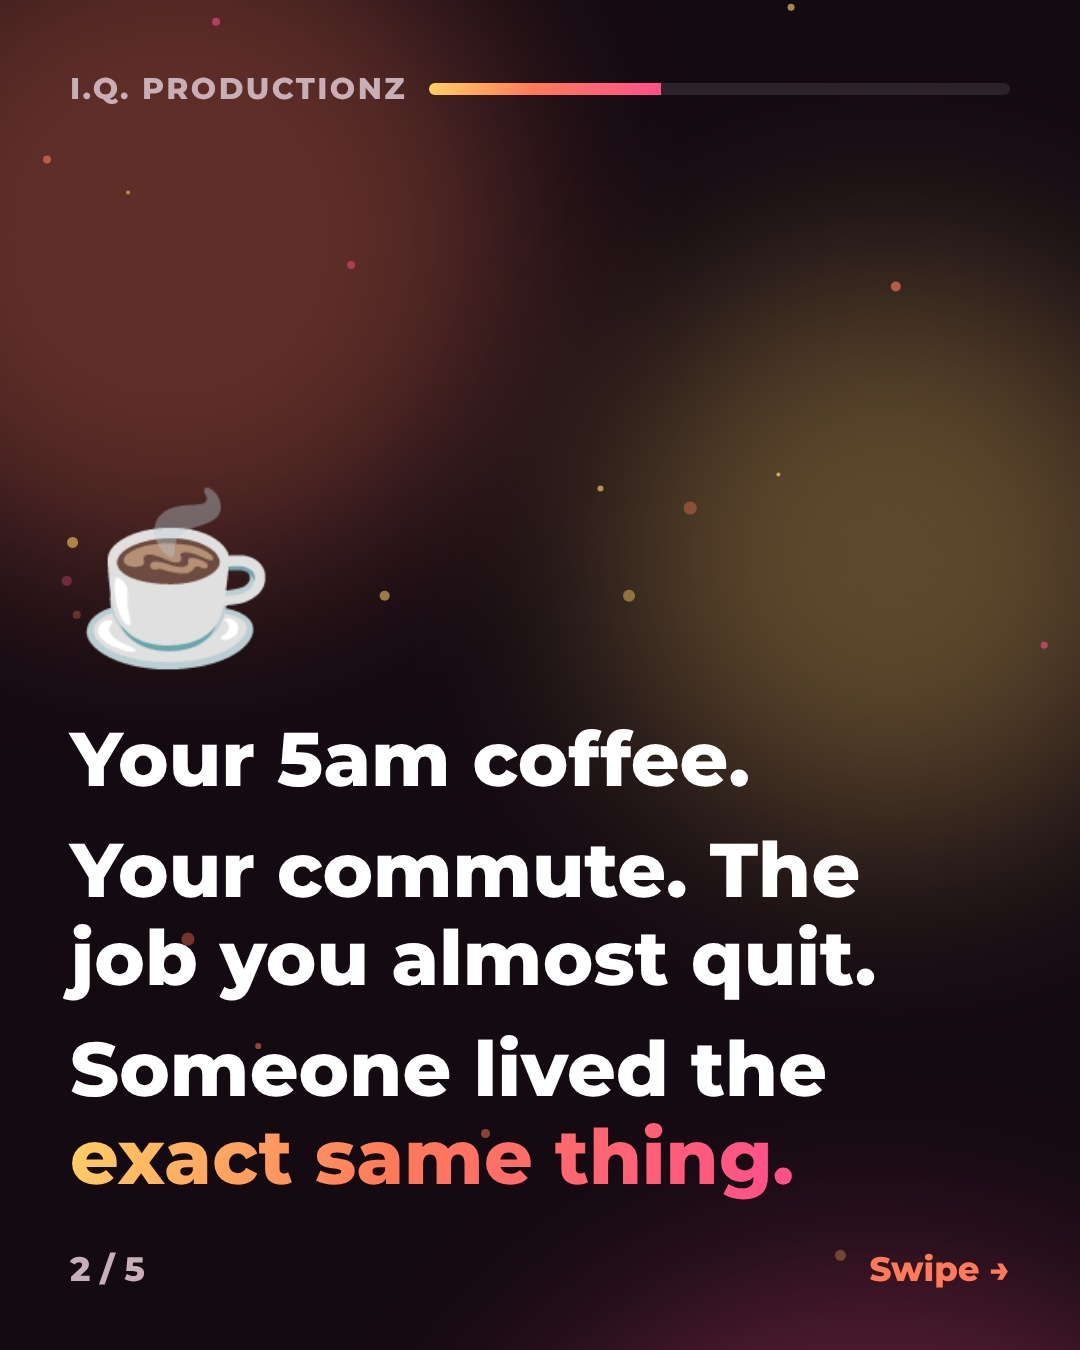 I.Q. PRODUCTIONZ
Your 5am coffee.
Your commute. The
job you almost quit.
Someone lived the
exact same thing.
2 / 5
Swipe →